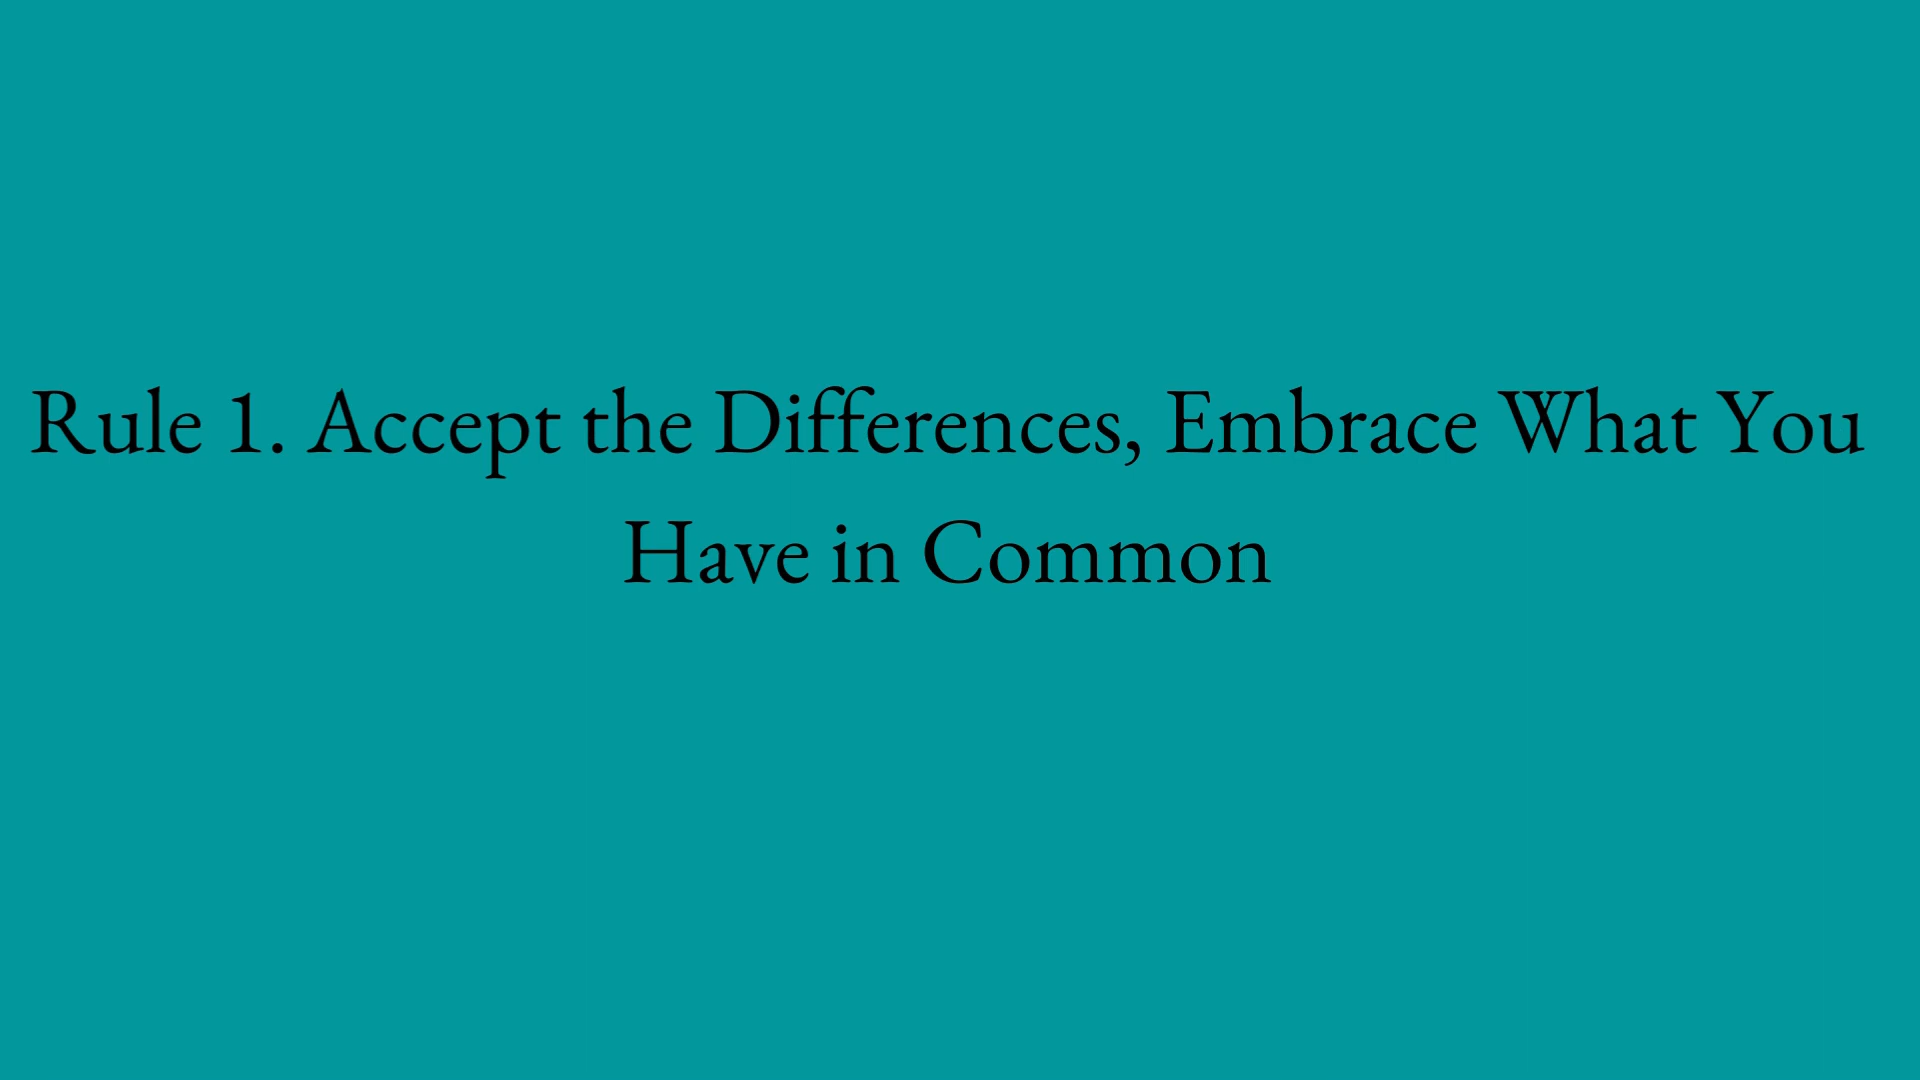 Rule 1. Accept the Differences, Embrace What You
Have in Common